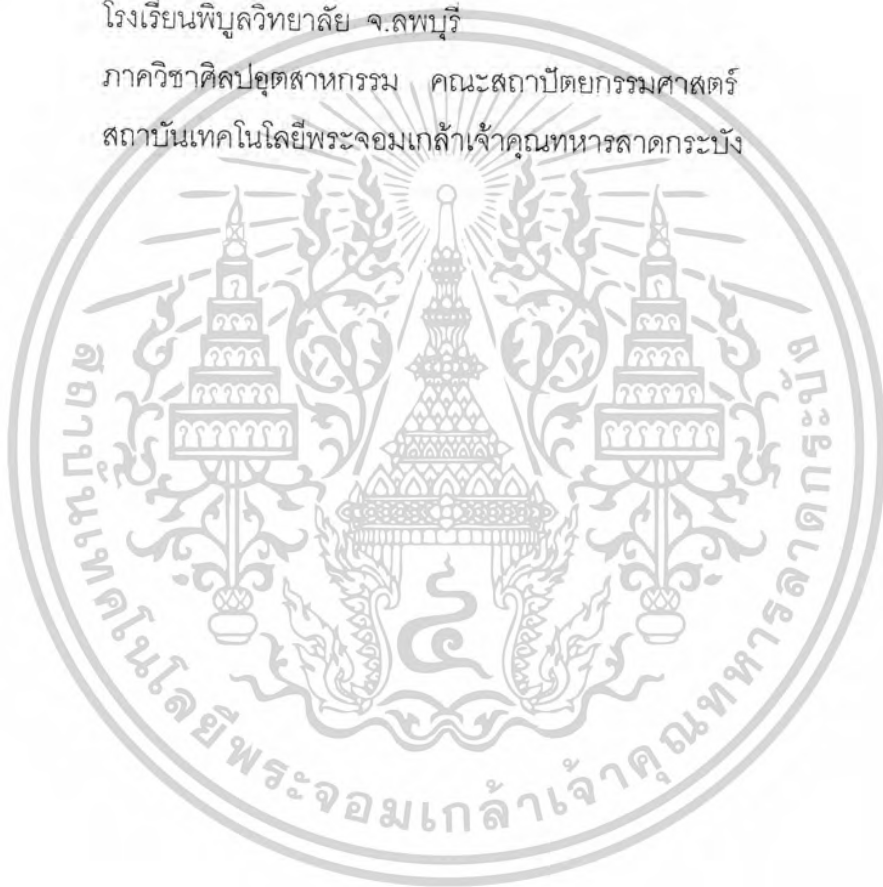 โรงเรียนพิบูลวิทยาลัย จ.ลพบุรี
ภาควิชาศิลปอุตสาหกรรม คณะสถาปัตยกรรมศาสตร์
สถาบันเทคโนโลยีพระจอมเกล้าเจ้าคุณทหารลาดกระบัง
สถาบันเทคโนโลยีพระจอมเกล้าเจ้าคุณทหารลาดกระบัง
๔